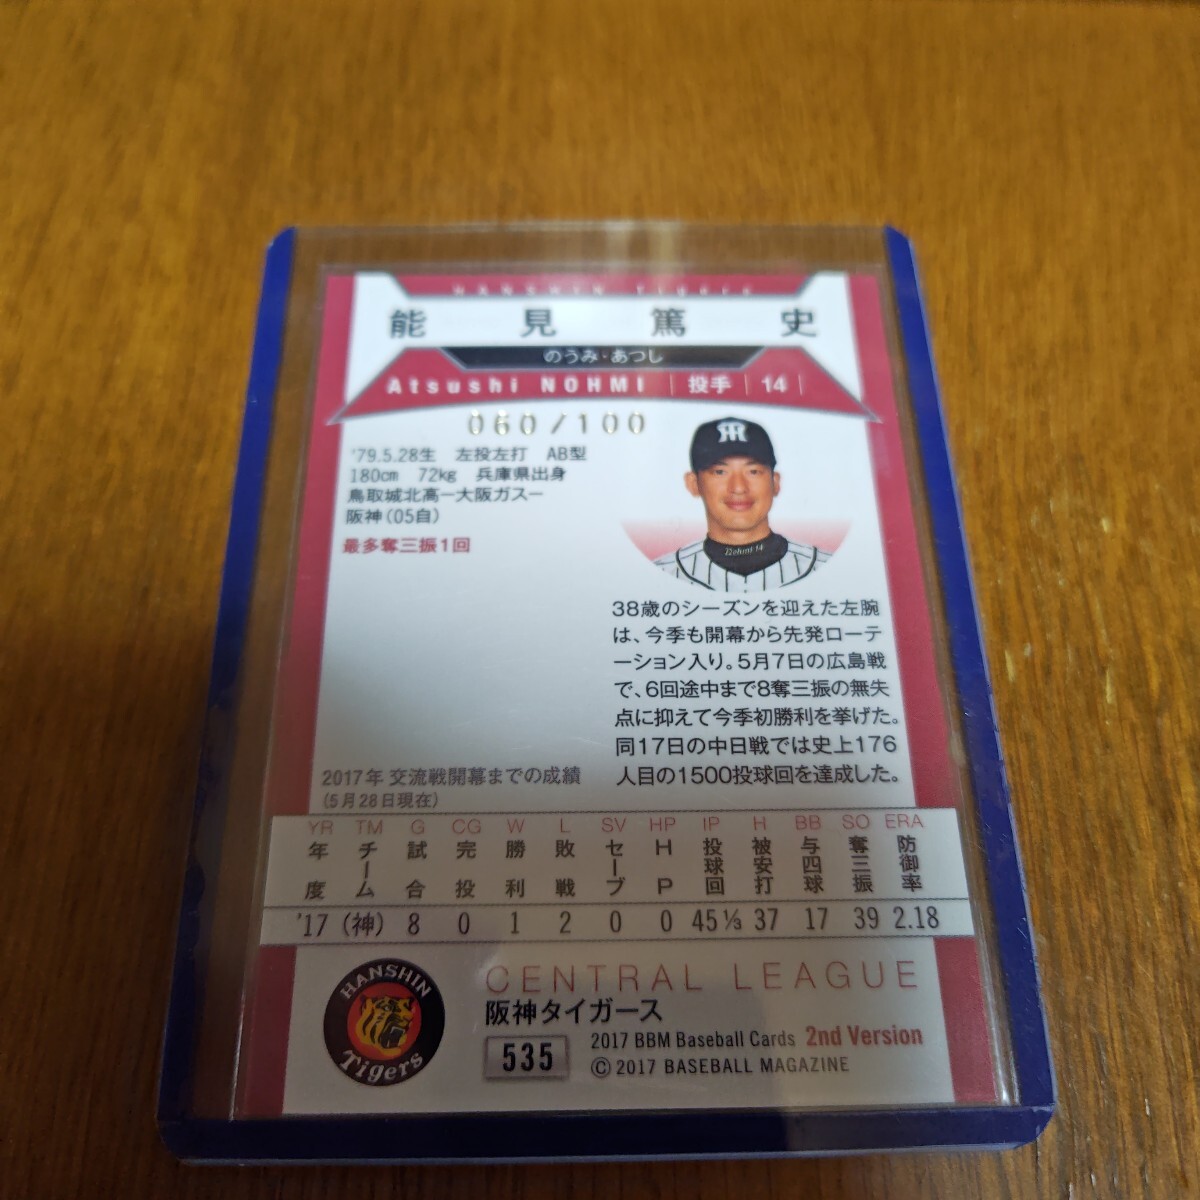 HANSHIN Tigers
能見篤史
のうみ・あつし
Atsushi NOHMI | 投手 | 14 |
060/100
'79.5.28生 左投左打 AB型
180cm 72kg 兵庫県出身
鳥取城北高ー大阪ガスー
阪神(05自)
最多奪三振1回
Nohmi 14
38歳のシーズンを迎えた左腕
は、今季も開幕から先発ローテ
ーション入り。5月7日の広島戦
で、6回途中まで8奪三振の無失
点に抑えて今季初勝利を挙げた。
同17日の中日戦では史上176
人目の1500投球回を達成した。
2017年 交流戦開幕までの成績
(5月28日現在)
YR TM G CG W L SV HP IP H BB SO ERA
年度 チーム 試合 完投 勝利 敗戦 セーブ HP 投球回 被安打 与四球 奪三振 防御率
'17 (神) 8 0 1 2 0 0 45⅓ 37 17 39 2.18
HANSHIN Tigers
CENTRAL LEAGUE
阪神タイガース
535 2017 BBM Baseball Cards 2nd Version
© 2017 BASEBALL MAGAZINE